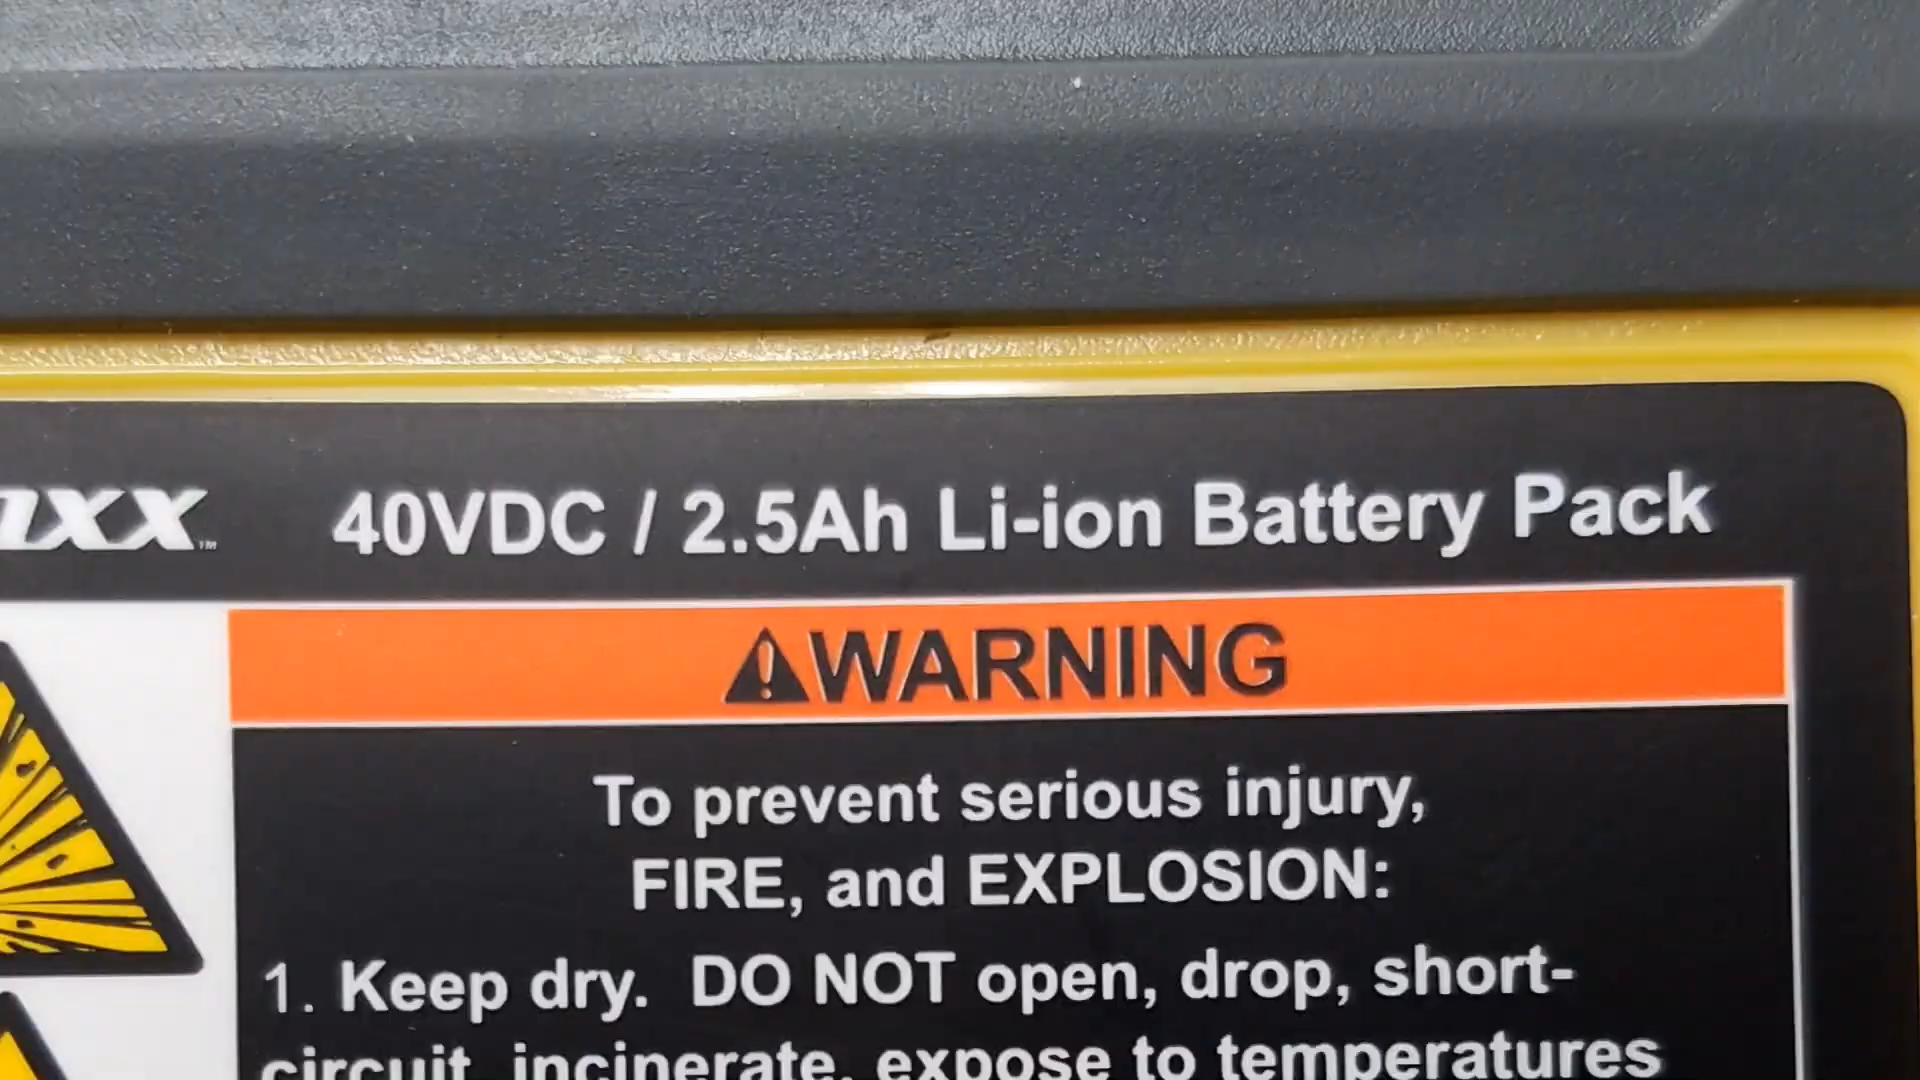 40VDC / 2.5Ah Li-ion Battery Pack
WARNING
To prevent serious injury,
FIRE, and EXPLOSION:
1. Keep dry. DO NOT open, drop, short-
circuit, incinerate, expose to temperatures